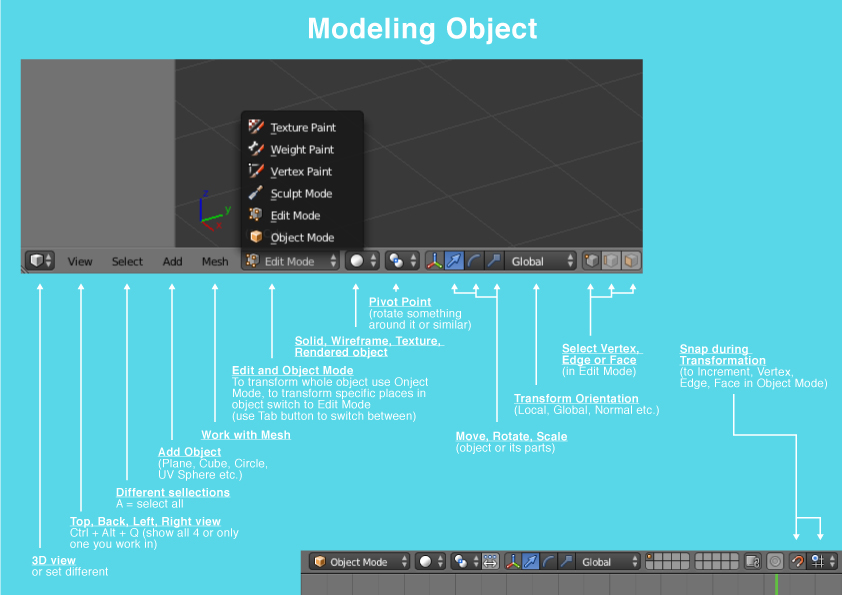 Modeling Object
Texture Paint
Weight Paint
Vertex Paint
Sculpt Mode
Edit Mode
Object Mode
z
y
x
View Select Add Mesh Edit Mode Global
Pivot Point
(rotate something
around it or similar)
Solid, Wireframe, Texture,
Rendered object
Edit and Object Mode
To transform whole object use Onject
Mode, to transform specific places in
object switch to Edit Mode
(use Tab button to switch between)
Work with Mesh
Add Object
(Plane, Cube, Circle,
UV Sphere etc.)
Different sellections
A = select all
Top, Back, Left, Right view
Ctrl + Alt + Q (show all 4 or only
one you work in)
3D view
or set different
Select Vertex,
Edge or Face
(in Edit Mode)
Transform Orientation
(Local, Global, Normal etc.)
Move, Rotate, Scale
(object or its parts)
Snap during
Transformation
(to Increment, Vertex,
Edge, Face in Object Mode)
Object Mode Global